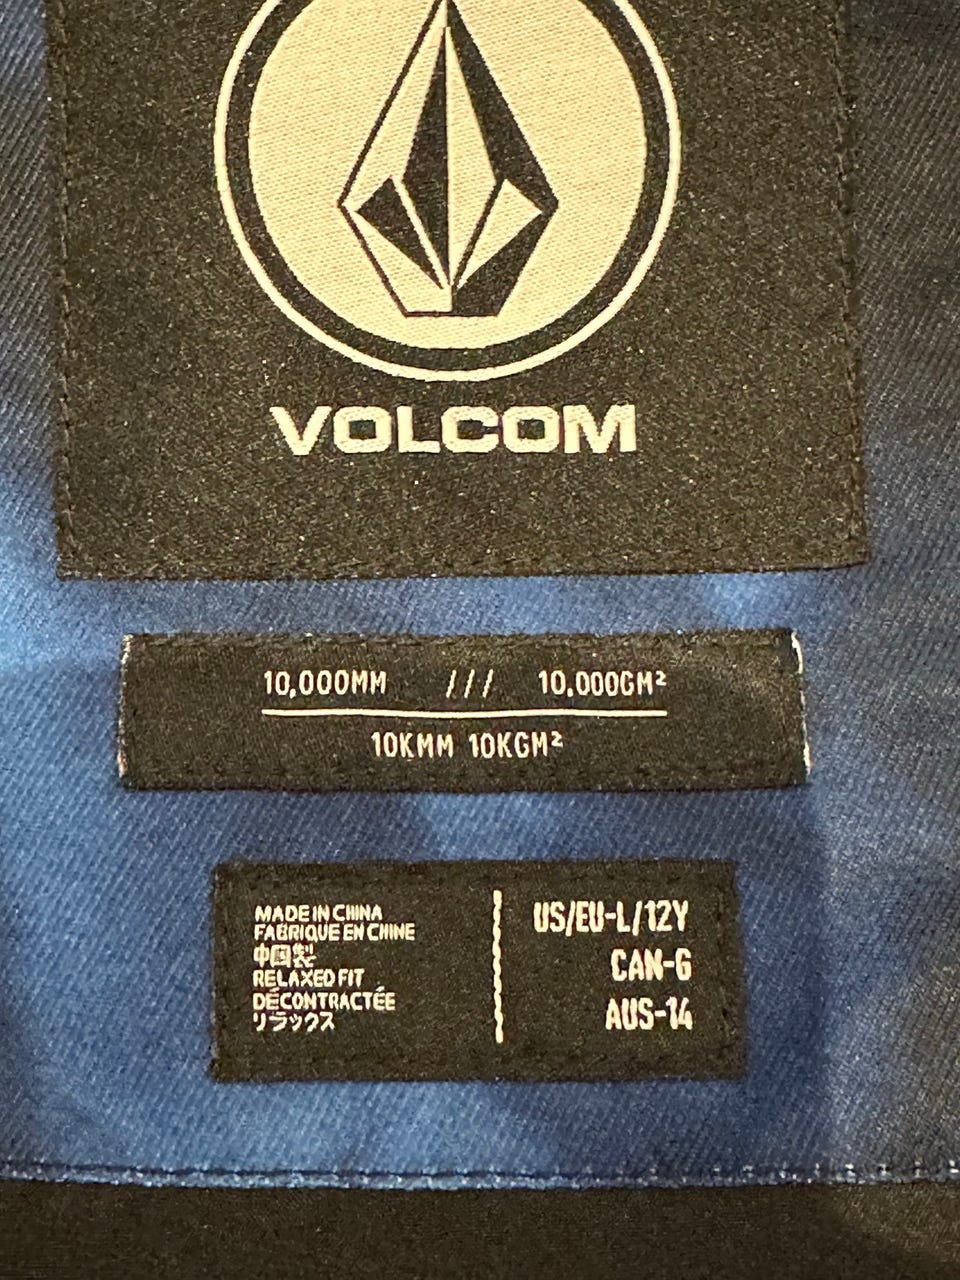 VOLCOM
10,000MM /// 10,000GM²
10KMM 10KGM²
MADE IN CHINA
FABRIQUE EN CHINE
中国製
RELAXED FIT
DÉCONTRACTÉE
リラックス
US/EU-L/12Y
CAN-G
AUS-14